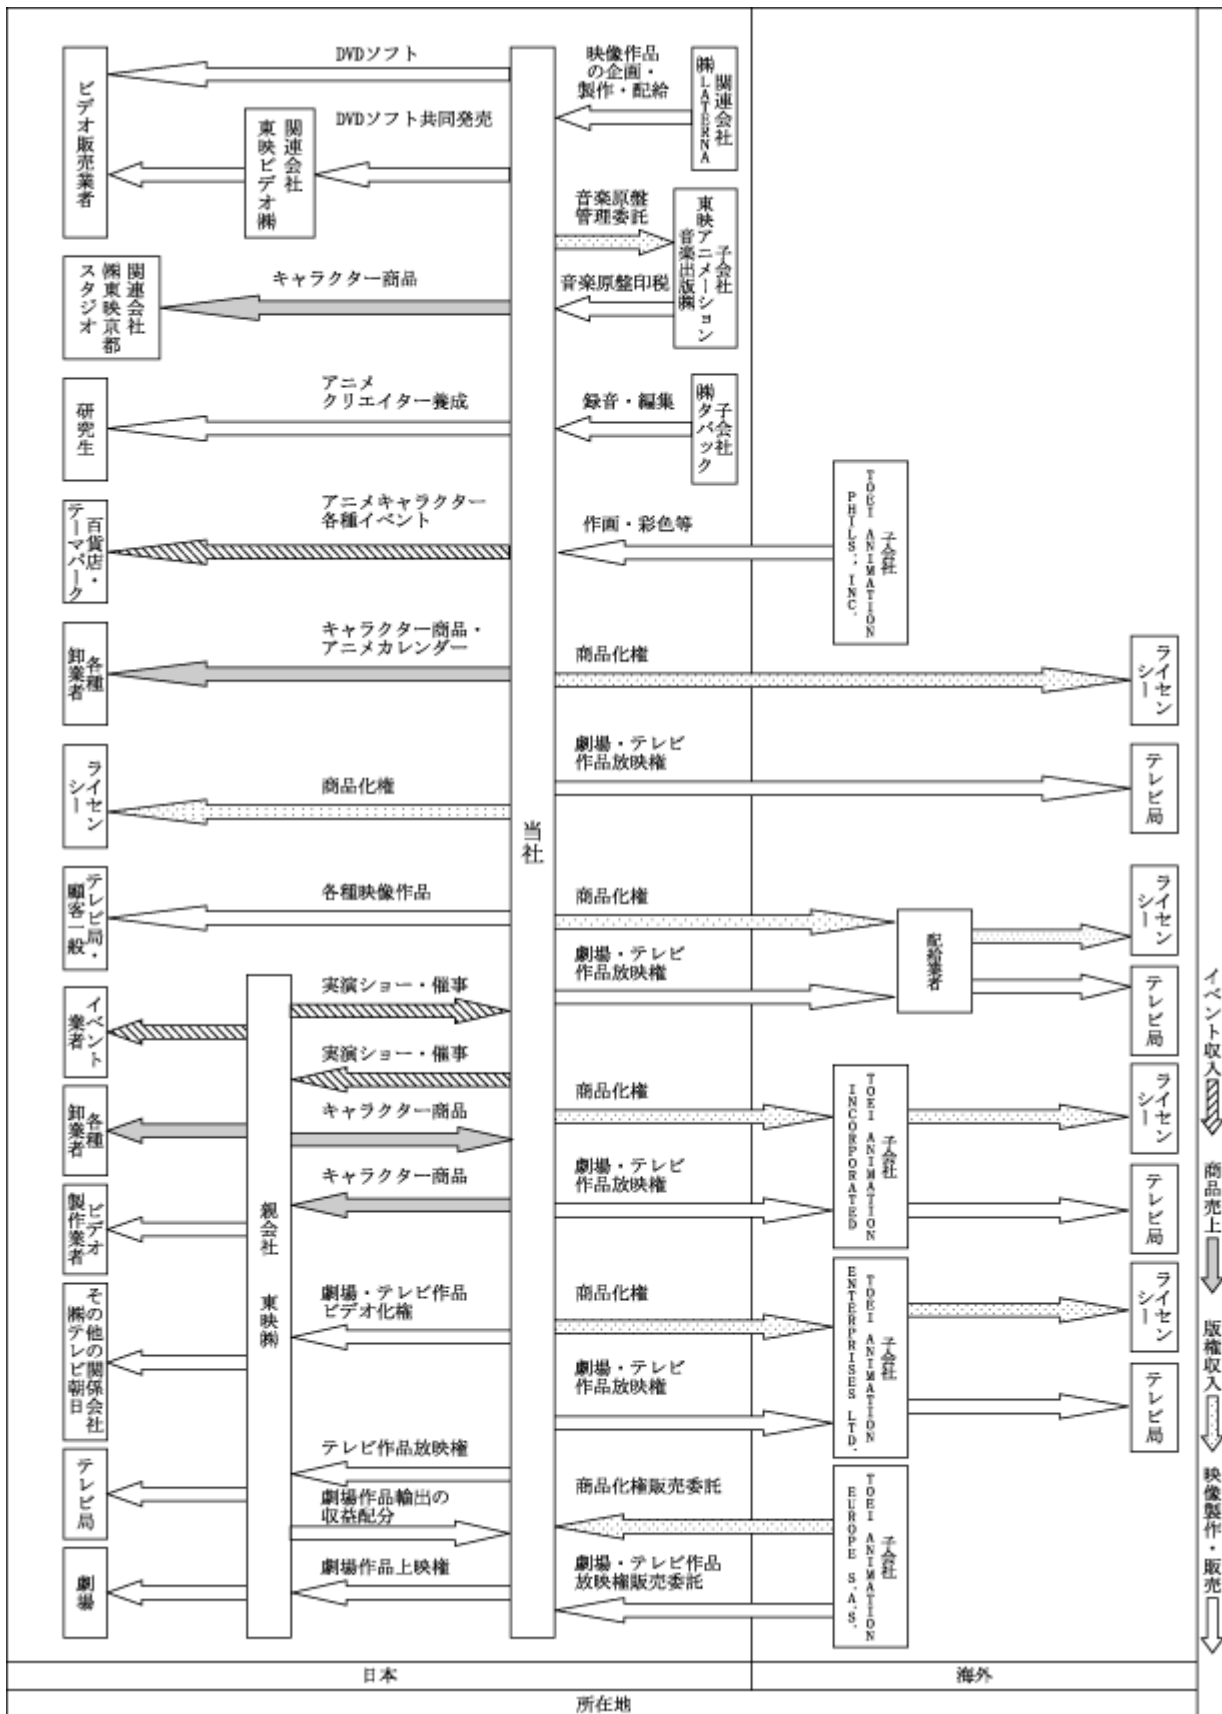 DVDソフト
DVDソフト共同発売
ビデオ販売業者
関連会社
東映ビデオ㈱
キャラクター商品
関連会社
㈱東映京都
スタジオ
アニメ
クリエイター養成
研究生
アニメキャラクター
各種イベント
百貨店・
テーマパーク
キャラクター商品・
アニメカレンダー
各種
卸業者
商品化権
ライセン
シー
各種映像作品
テレビ局・
顧客一般
実演ショー・催事
イベント
業者
実演ショー・催事
キャラクター商品
各種
卸業者
キャラクター商品
ビデオ
製作業者
劇場・テレビ作品
ビデオ化権
その他の関係会社
㈱テレビ朝日
テレビ作品放映権
テレビ局
劇場作品輸出の
収益配分
劇場作品上映権
劇場
親会社 東映㈱
当社
映像作品
の企画・
製作・配給
関連会社
㈱LATERNA
音楽原盤
管理委託
音楽原盤印税
子会社
東映アニメーション
音楽出版㈱
録音・編集
子会社
㈱タバック
作画・彩色等
子会社
TOEI ANIMATION
PHILS., INC.
商品化権
ライセン
シー
劇場・テレビ
作品放映権
テレビ局
商品化権
劇場・テレビ
作品放映権
配給業者
ライセン
シー
テレビ局
商品化権
劇場・テレビ
作品放映権
子会社
TOEI ANIMATION
INCORPORATED
ライセン
シー
テレビ局
商品化権
劇場・テレビ
作品放映権
子会社
TOEI ANIMATION
ENTERPRISES LTD.
ライセン
シー
テレビ局
商品化権販売委託
劇場・テレビ作品
放映権販売委託
子会社
TOEI ANIMATION
EUROPE S.A.S.
イベント収入
商品売上
版権収入
映像製作・販売
日本
海外
所在地